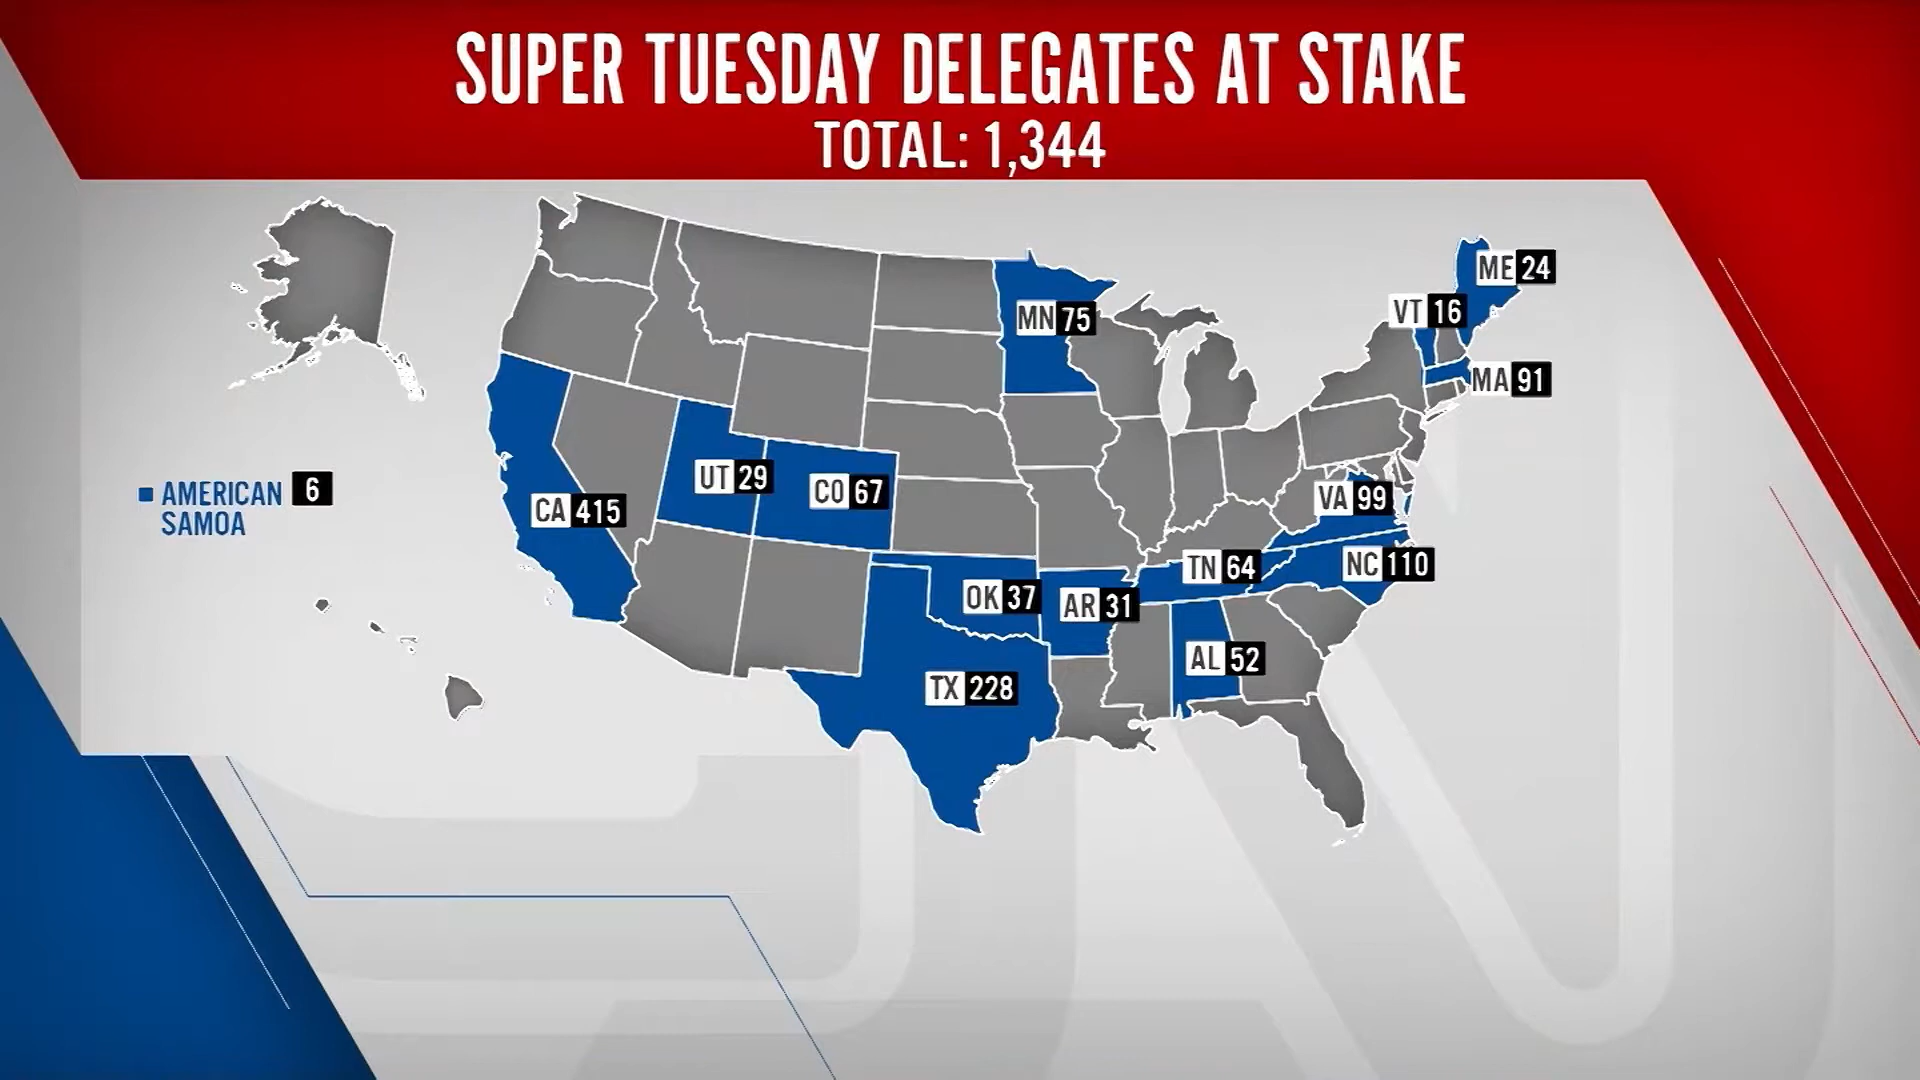 SUPER TUESDAY DELEGATES AT STAKE
TOTAL: 1,344
ME 24
VT 16
MN 75
MA 91
UT 29
CO 67
AMERICAN 6
SAMOA
CA 415
VA 99
TN 64
NC 110
OK 37
AR 31
AL 52
TX 228